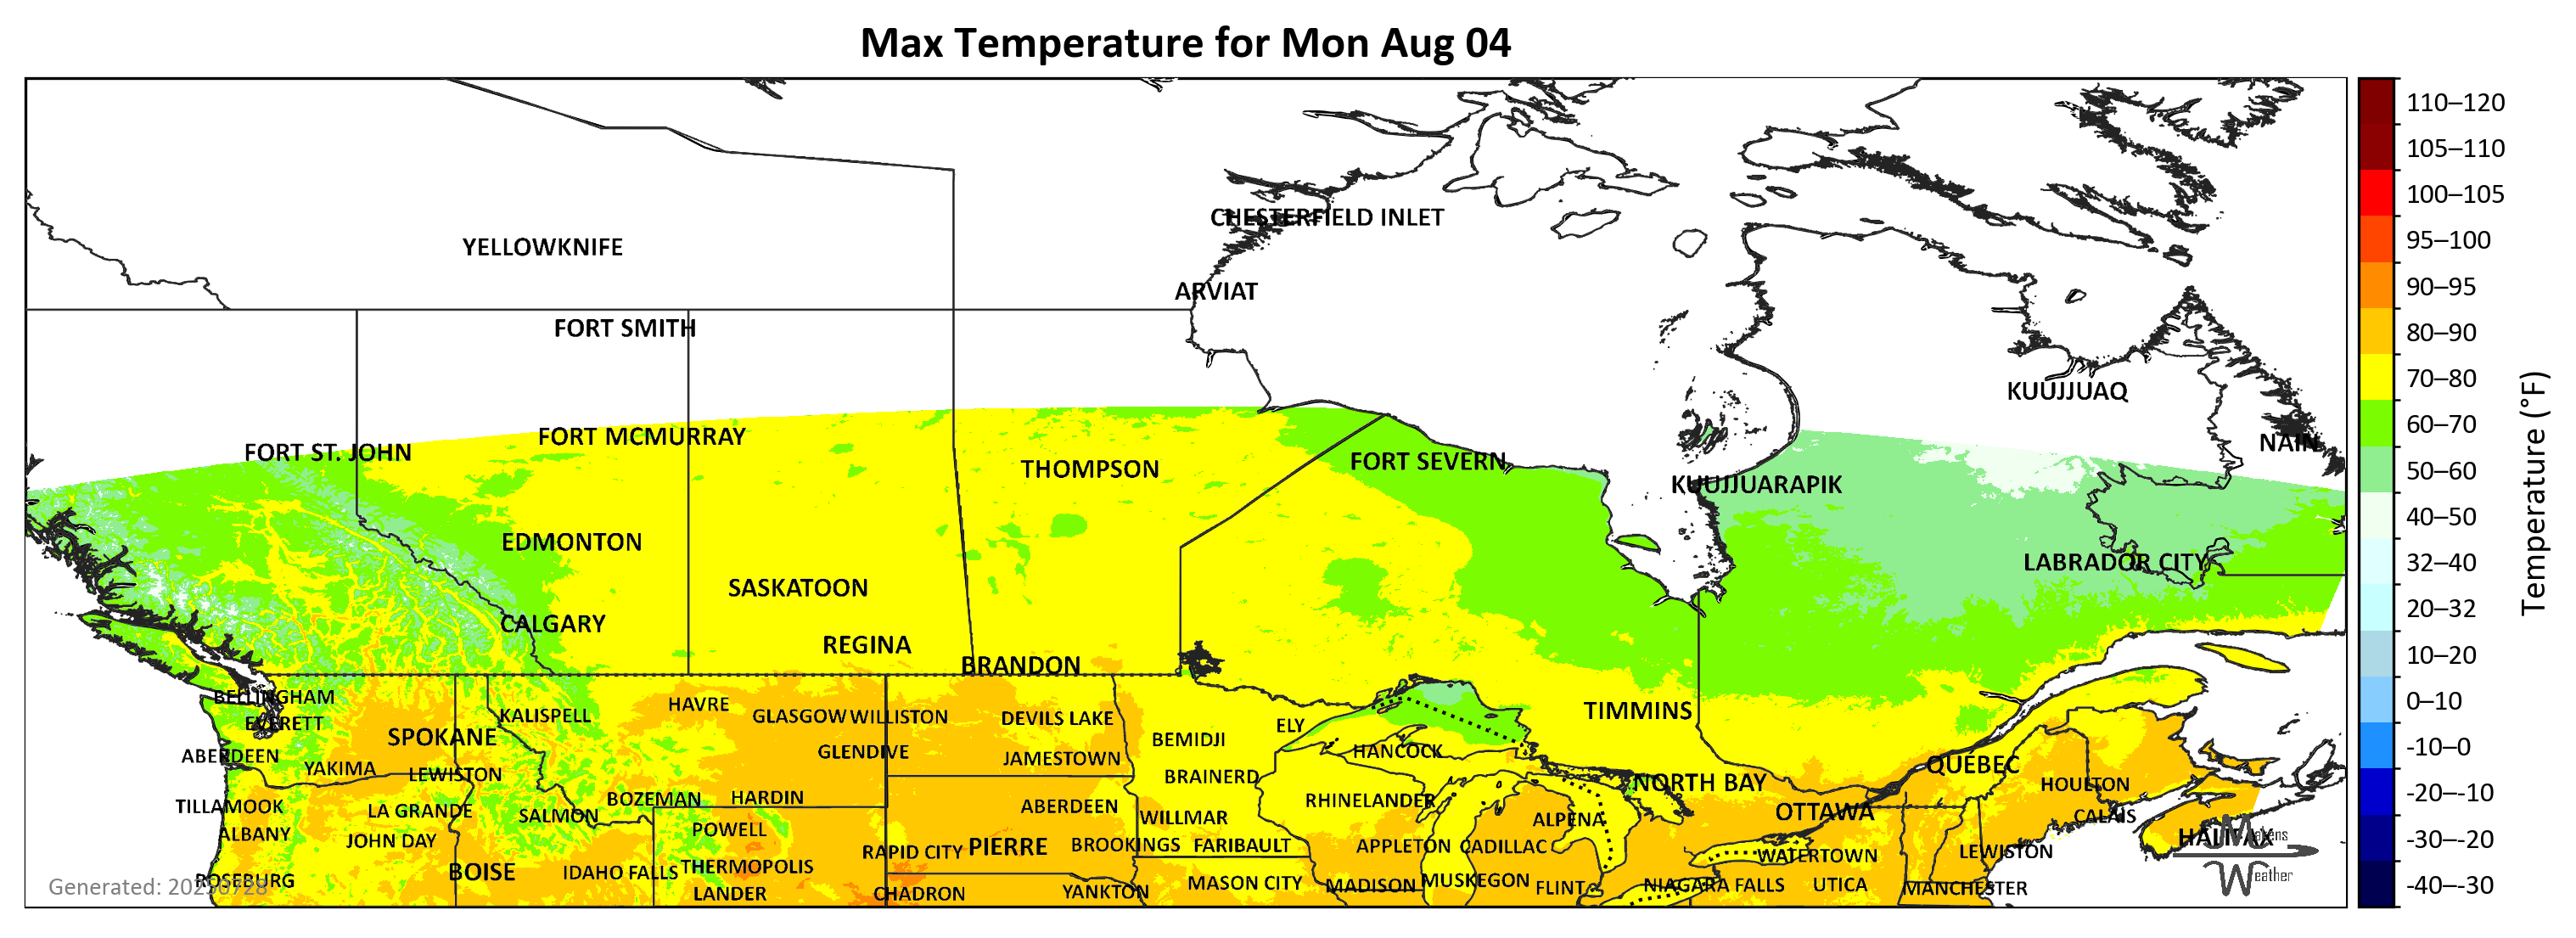 Max Temperature for Mon Aug 04
110–120
105–110
CHESTERFIELD INLET
100–105
YELLOWKNIFE
95–100
ARVIAT
90–95
FORT SMITH
80–90
KUUJJUAQ
70–80
FORT ST. JOHN
FORT MCMURRAY
NAIN
60–70
THOMPSON
FORT SEVERN
50–60
KUUJJUARAPIK
40–50
EDMONTON
LABRADOR CITY
32–40
SASKATOON
20–32
CALGARY
REGINA
BRANDON
10–20
BELLINGHAM
HAVRE
0–10
EVERETT
KALISPELL
GLASGOW
WILLISTON
DEVILS LAKE
ELY
TIMMINS
SPOKANE
BEMIDJI
-10–0
ABERDEEN
GLENDIVE
JAMESTOWN
HANCOCK
YAKIMA
LEWISTON
BRAINERD
NORTH BAY
QUÉBEC
HOULTON
-20–-10
TILLAMOOK
LA GRANDE
SALMON
BOZEMAN
HARDIN
ABERDEEN
WILLMAR
RHINELANDER
ALPENA
OTTAWA
CALAIS
ALBANY
JOHN DAY
POWELL
RAPID CITY
PIERRE
BROOKINGS
FARIBAULT
APPLETON
CADILLAC
WATERTOWN
LEWISTON
HALIFAX
Makens
Weather
-30–-20
ROSEBURG
BOISE
IDAHO FALLS
THERMOPOLIS
LANDER
CHADRON
YANKTON
MASON CITY
MADISON
MUSKEGON
FLINT
NIAGARA FALLS
UTICA
MANCHESTER
-40–-30
Generated: 20250728
Temperature (°F)